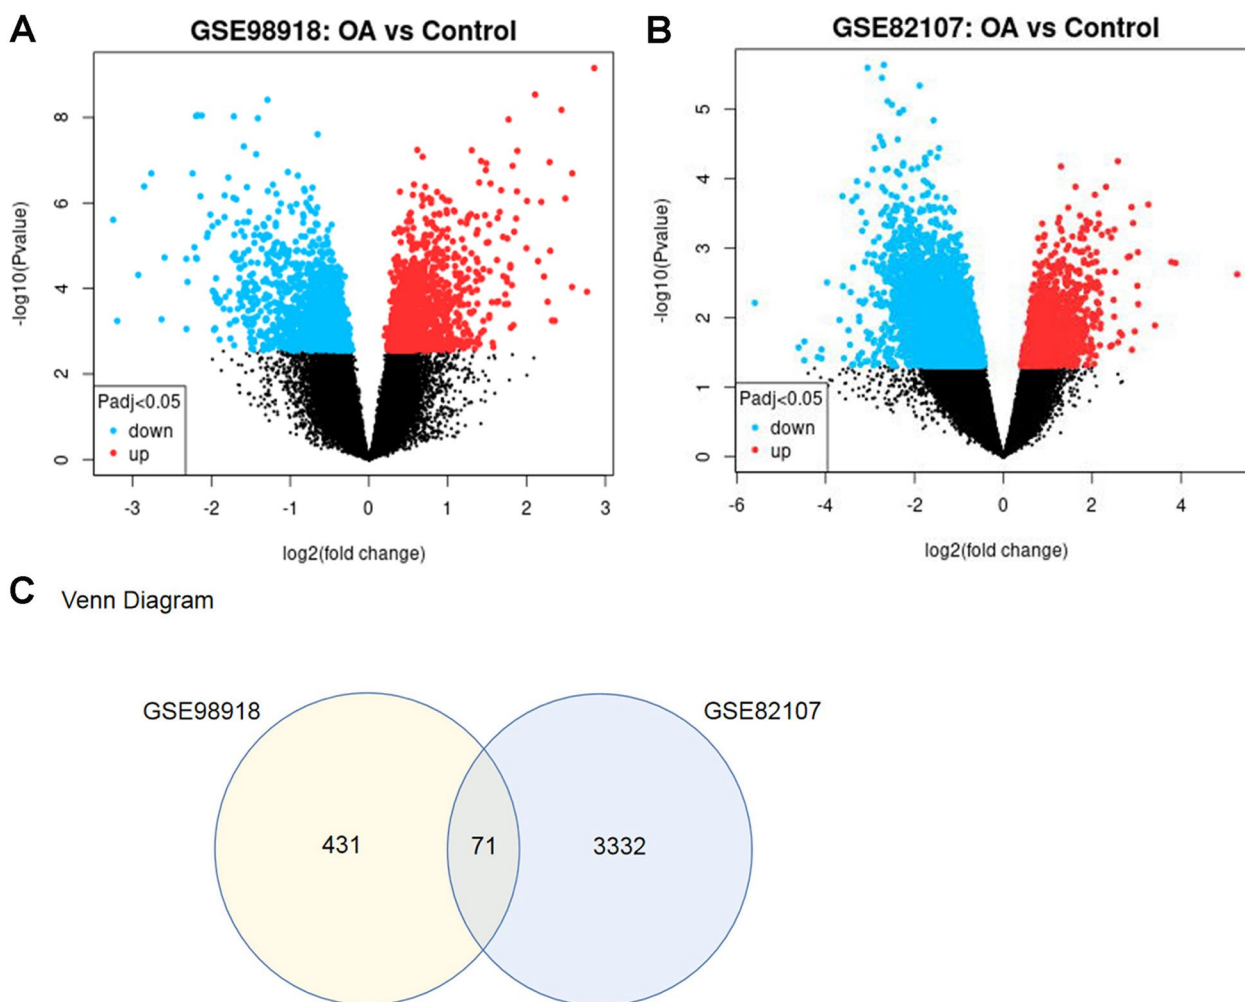 A
GSE98918: OA vs Control
-log10(Pvalue)
8
6
4
2
0
Padj<0.05
down
up
-3 -2 -1 0 1 2 3
log2(fold change)
B
GSE82107: OA vs Control
-log10(Pvalue)
5
4
3
2
1
0
Padj<0.05
down
up
-6 -4 -2 0 2 4
log2(fold change)
C
Venn Diagram
GSE98918 GSE82107
431 71 3332